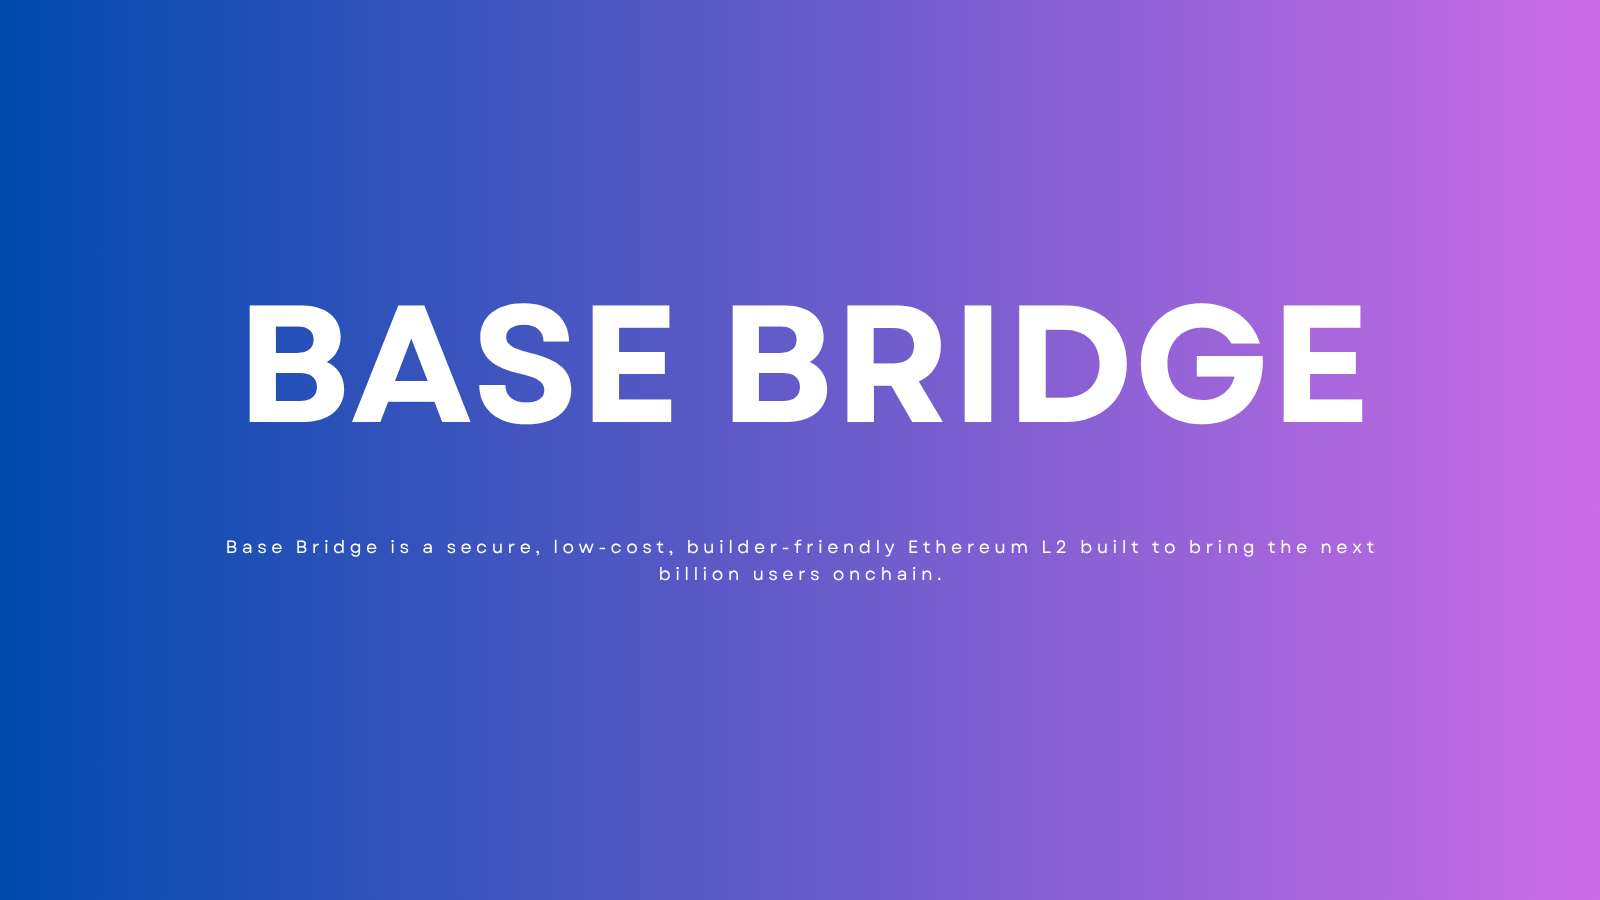 BASE BRIDGE
Base Bridge is a secure, low-cost, builder-friendly Ethereum L2 built to bring the next
billion users onchain.